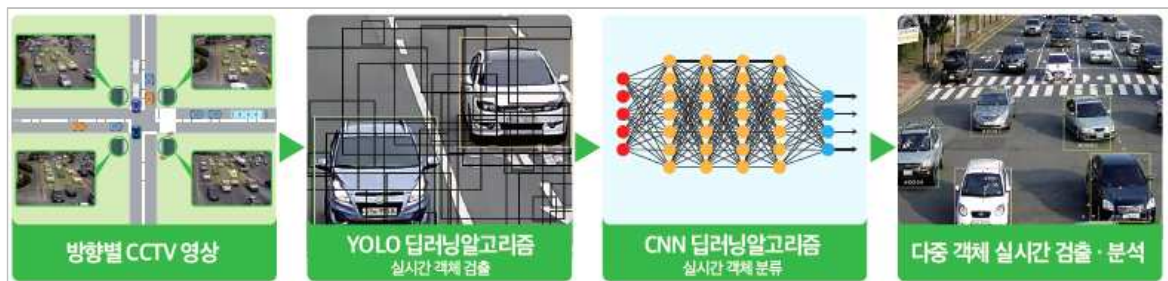 방향별 CCTV 영상
YOLO 딥러닝알고리즘
실시간 객체 검출
CNN 딥러닝알고리즘
실시간 객체 분류
다중 객체 실시간 검출 · 분석